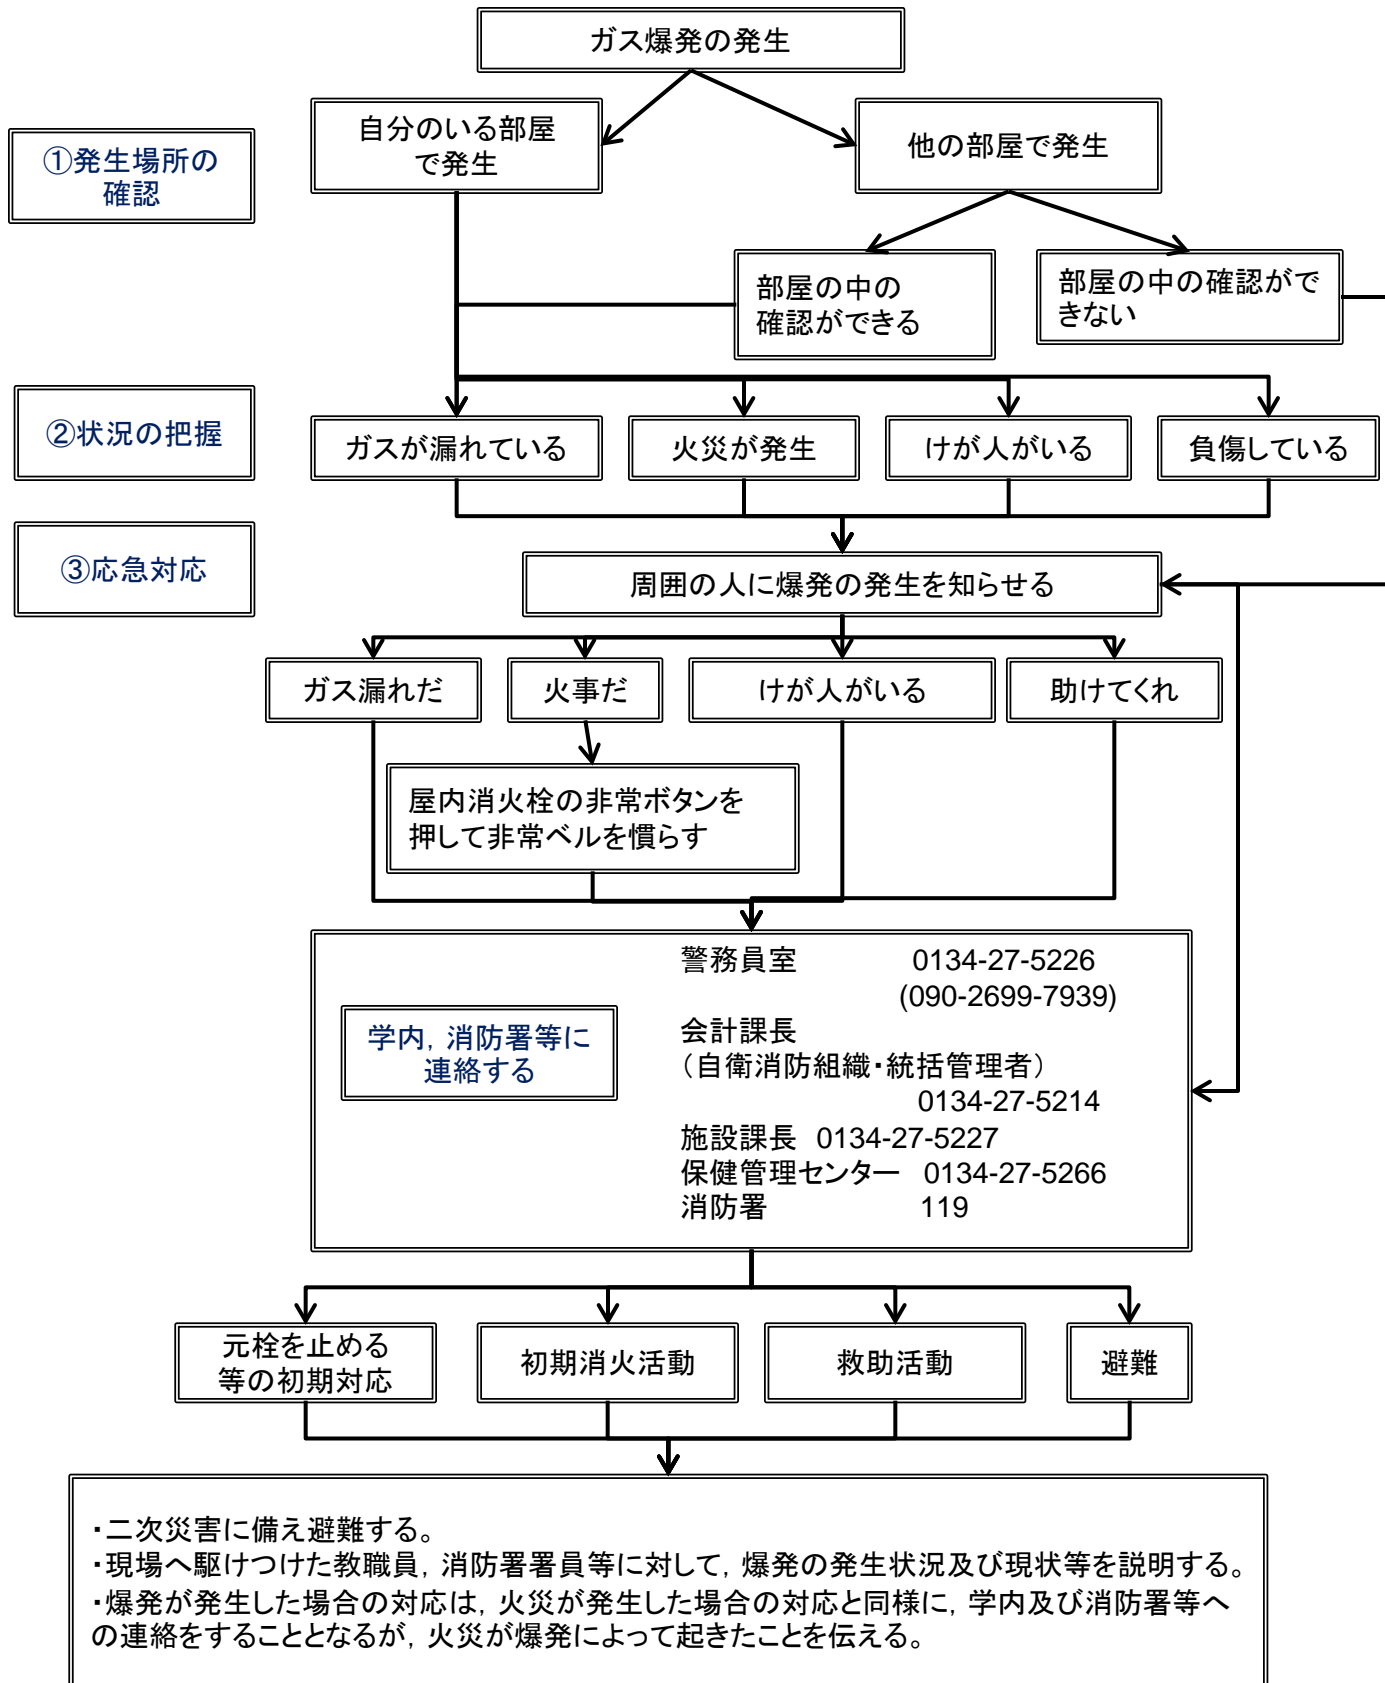 ガス爆発の発生
①発生場所の
確認
自分のいる部屋
で発生
他の部屋で発生
部屋の中の
確認ができる
部屋の中の確認がで
きない
②状況の把握
ガスが漏れている
火災が発生
けが人がいる
負傷している
③応急対応
周囲の人に爆発の発生を知らせる
ガス漏れだ
火事だ
けが人がいる
助けてくれ
屋内消火栓の非常ボタンを
押して非常ベルを慣らす
学内，消防署等に
連絡する
警務員室 0134-27-5226
(090-2699-7939)
会計課長
（自衛消防組織・統括管理者）
0134-27-5214
施設課長 0134-27-5227
保健管理センター 0134-27-5266
消防署 119
元栓を止める
等の初期対応
初期消火活動
救助活動
避難
・二次災害に備え避難する。
・現場へ駆けつけた教職員，消防署署員等に対して，爆発の発生状況及び現状等を説明する。
・爆発が発生した場合の対応は，火災が発生した場合の対応と同様に，学内及び消防署等へ
の連絡をすることとなるが，火災が爆発によって起きたことを伝える。